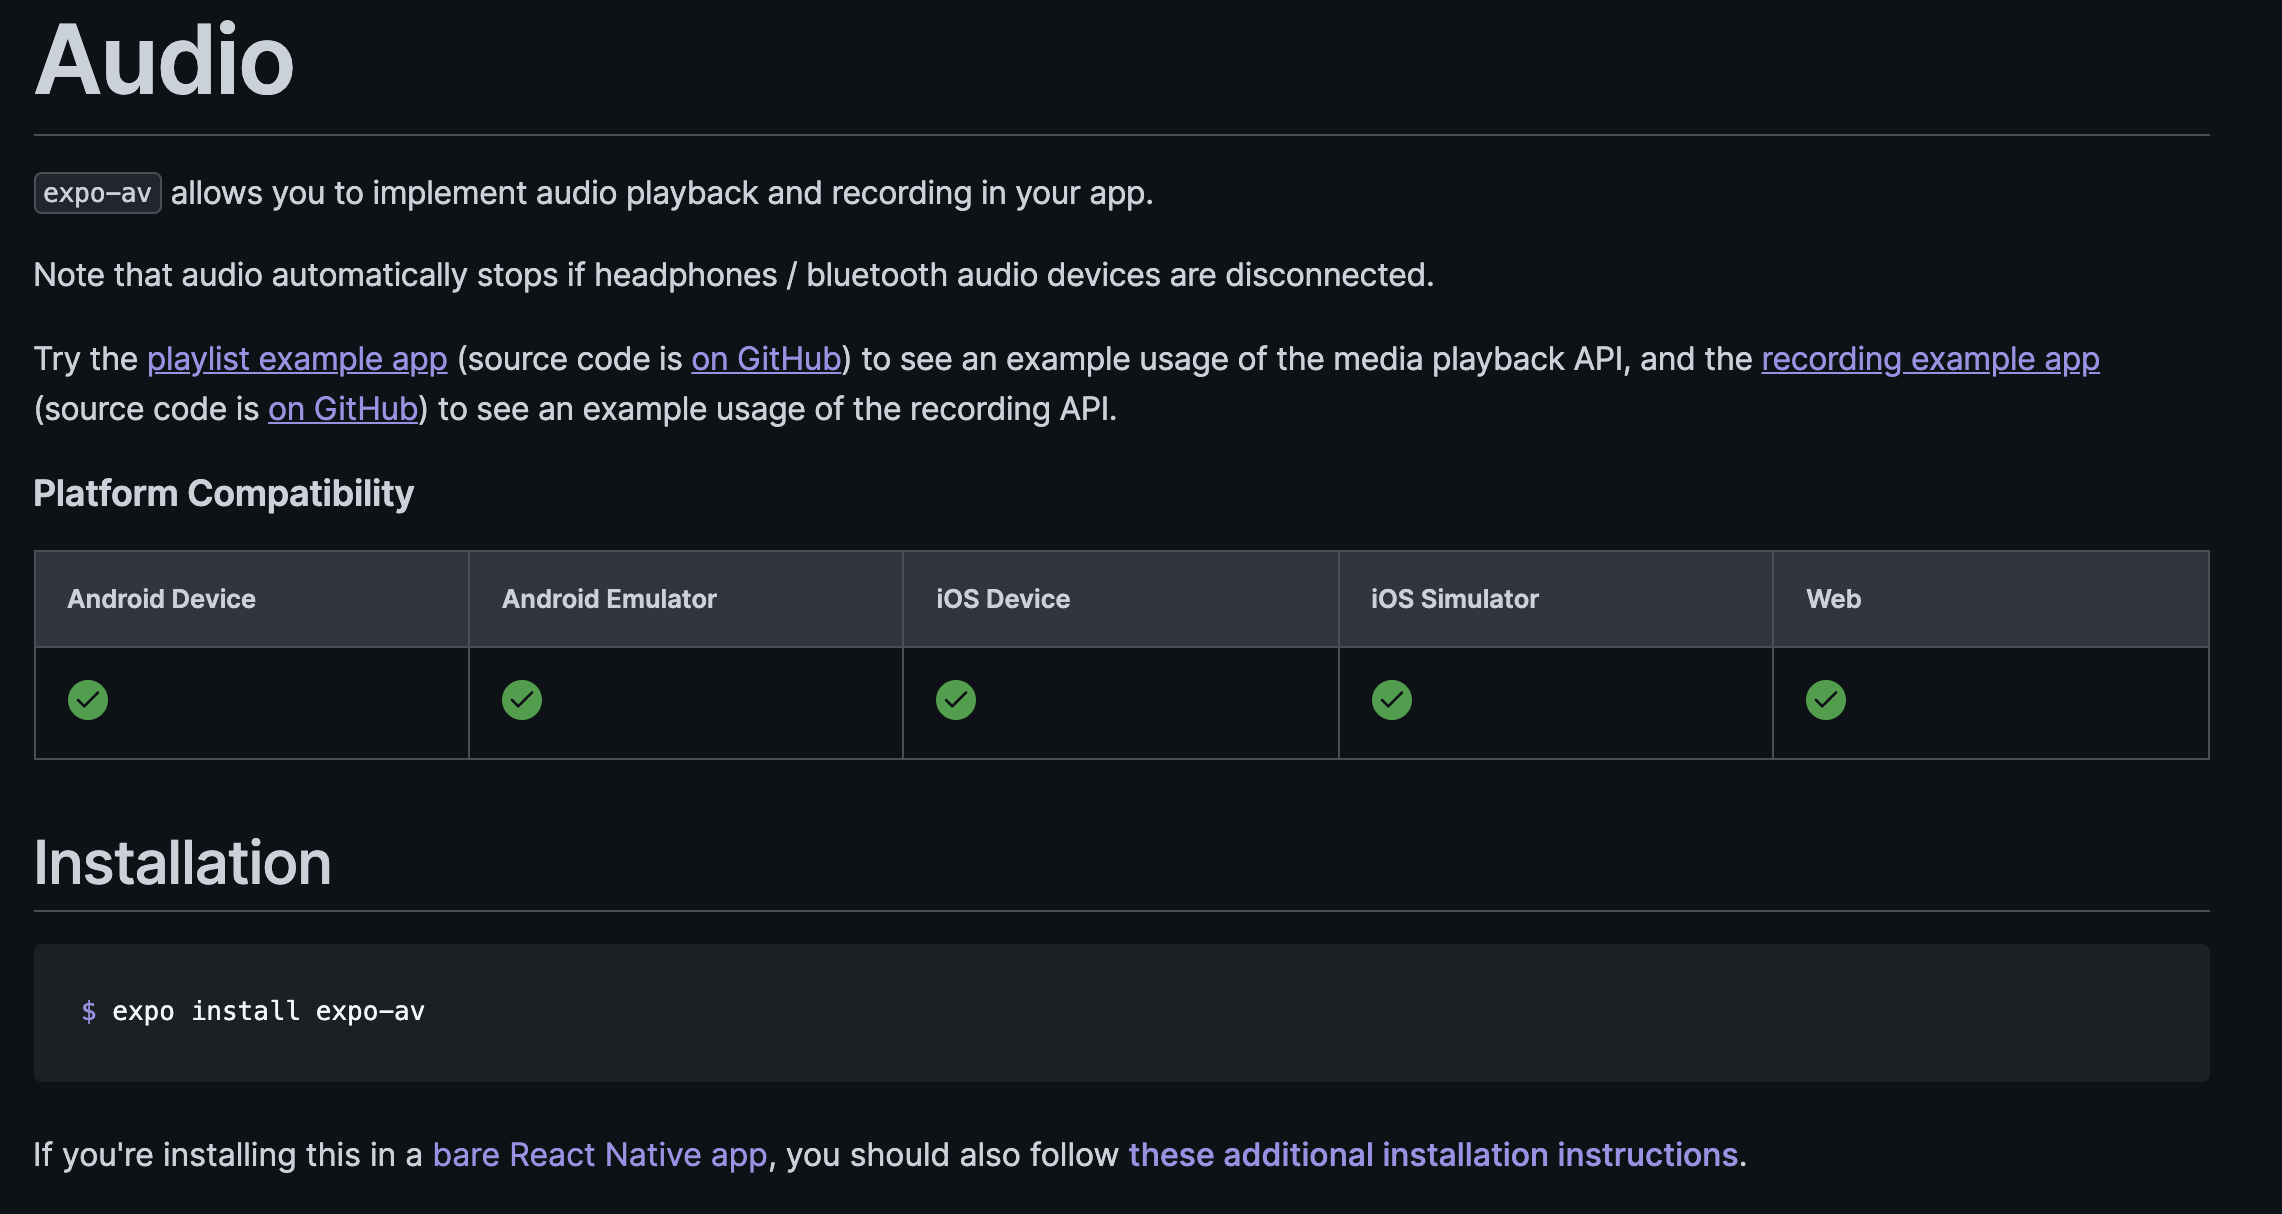 Audio
expo-av allows you to implement audio playback and recording in your app.
Note that audio automatically stops if headphones / bluetooth audio devices are disconnected.
Try the playlist example app (source code is on GitHub) to see an example usage of the media playback API, and the recording example app
(source code is on GitHub) to see an example usage of the recording API.
Platform Compatibility
Android Device Android Emulator iOS Device iOS Simulator Web
Installation
$ expo install expo-av
If you're installing this in a bare React Native app, you should also follow these additional installation instructions.